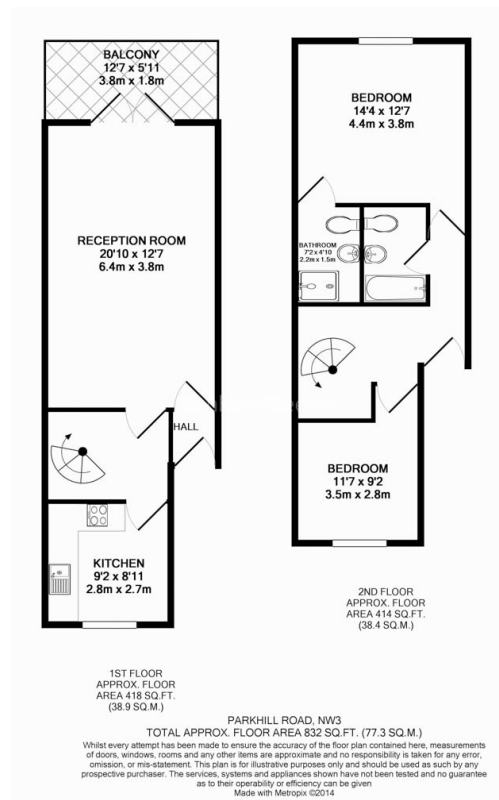 BALCONY
12'7 x 5'11
3.8m x 1.8m
RECEPTION ROOM
20'10 x 12'7
6.4m x 3.8m
HALL
KITCHEN
9'2 x 8'11
2.8m x 2.7m
1ST FLOOR
APPROX. FLOOR
AREA 418 SQ.FT.
(38.9 SQ.M.)
BEDROOM
14'4 x 12'7
4.4m x 3.8m
BATHROOM
7'2 x 4'10
2.2m x 1.5m
BEDROOM
11'7 x 9'2
3.5m x 2.8m
2ND FLOOR
APPROX. FLOOR
AREA 414 SQ.FT.
(38.4 SQ.M.)
PARKHILL ROAD, NW3
TOTAL APPROX. FLOOR AREA 832 SQ.FT. (77.3 SQ.M.)
Whilst every attempt has been made to ensure the accuracy of the floor plan contained here, measurements
of doors, windows, rooms and any other items are approximate and no responsibility is taken for any error,
omission, or mis-statement. This plan is for illustrative purposes only and should be used as such by any
prospective purchaser. The services, systems and appliances shown have not been tested and no guarantee
as to their operability or efficiency can be given
Made with Metropix ©2014